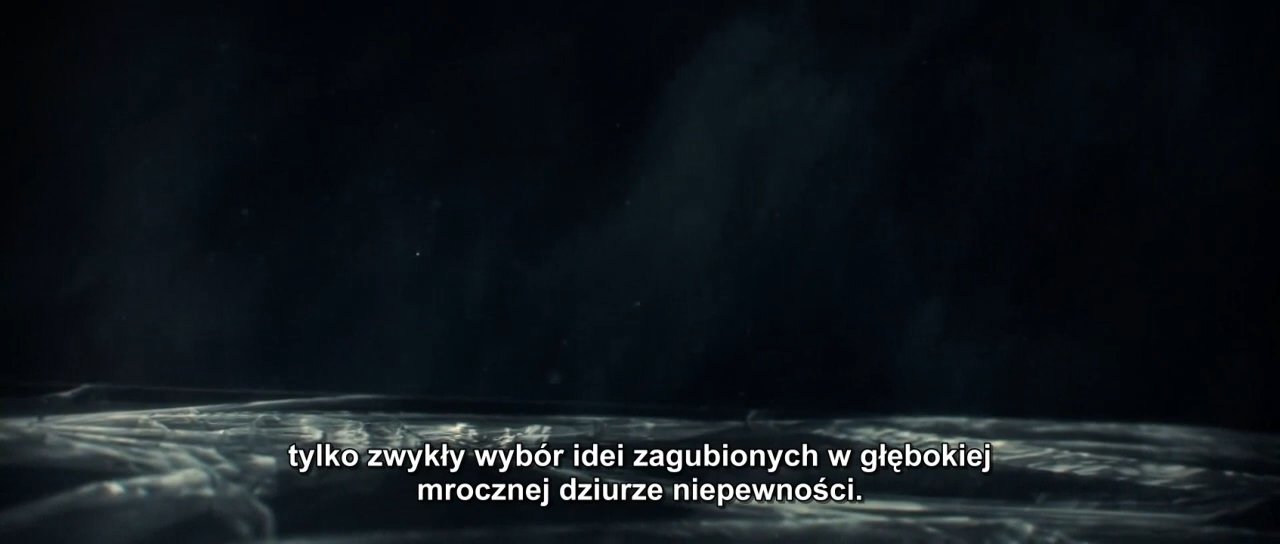 tylko zwykły wybór idei zagubionych w głębokiej
mrocznej dziurze niepewności.